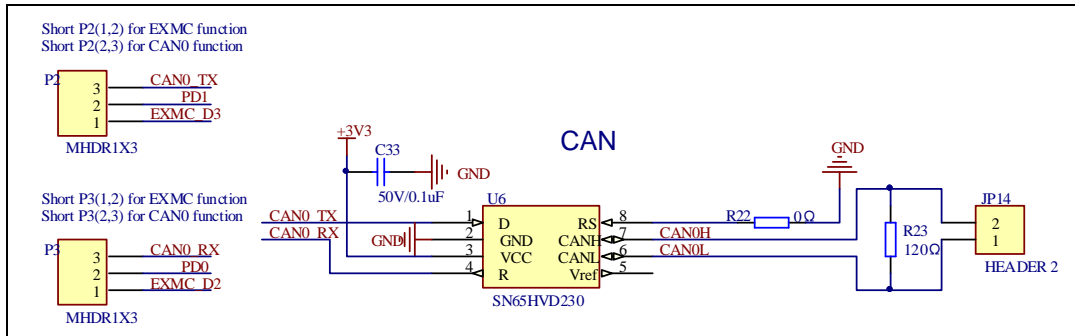 Short P2(1,2) for EXMC function
Short P2(2,3) for CAN0 function
P2
3 CAN0_TX
2 PD1
1 EXMC_D3
MHDR1X3
+3V3
C33
GND
50V/0.1uF
CAN
GND
Short P3(1,2) for EXMC function
Short P3(2,3) for CAN0 function
P3
3 CAN0_RX
2 PD0
1 EXMC_D2
MHDR1X3
U6
CAN0_TX 1 D RS 8 R22 0Ω
CAN0_RX GND 2 GND CANH 7 CAN0H
3 VCC CANL 6 CAN0L
4 R Vref 5
SN65HVD230
R23
120Ω
JP14
2
1
HEADER 2